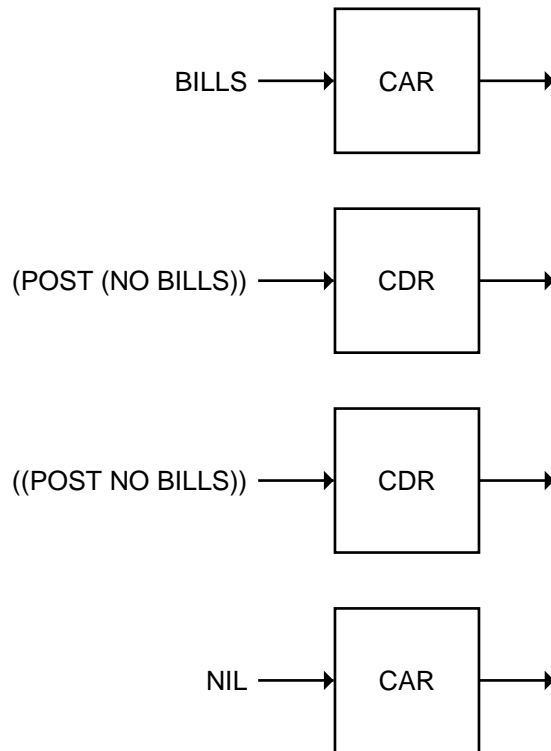 BILLS CAR
(POST (NO BILLS)) CDR
((POST NO BILLS)) CDR
NIL CAR